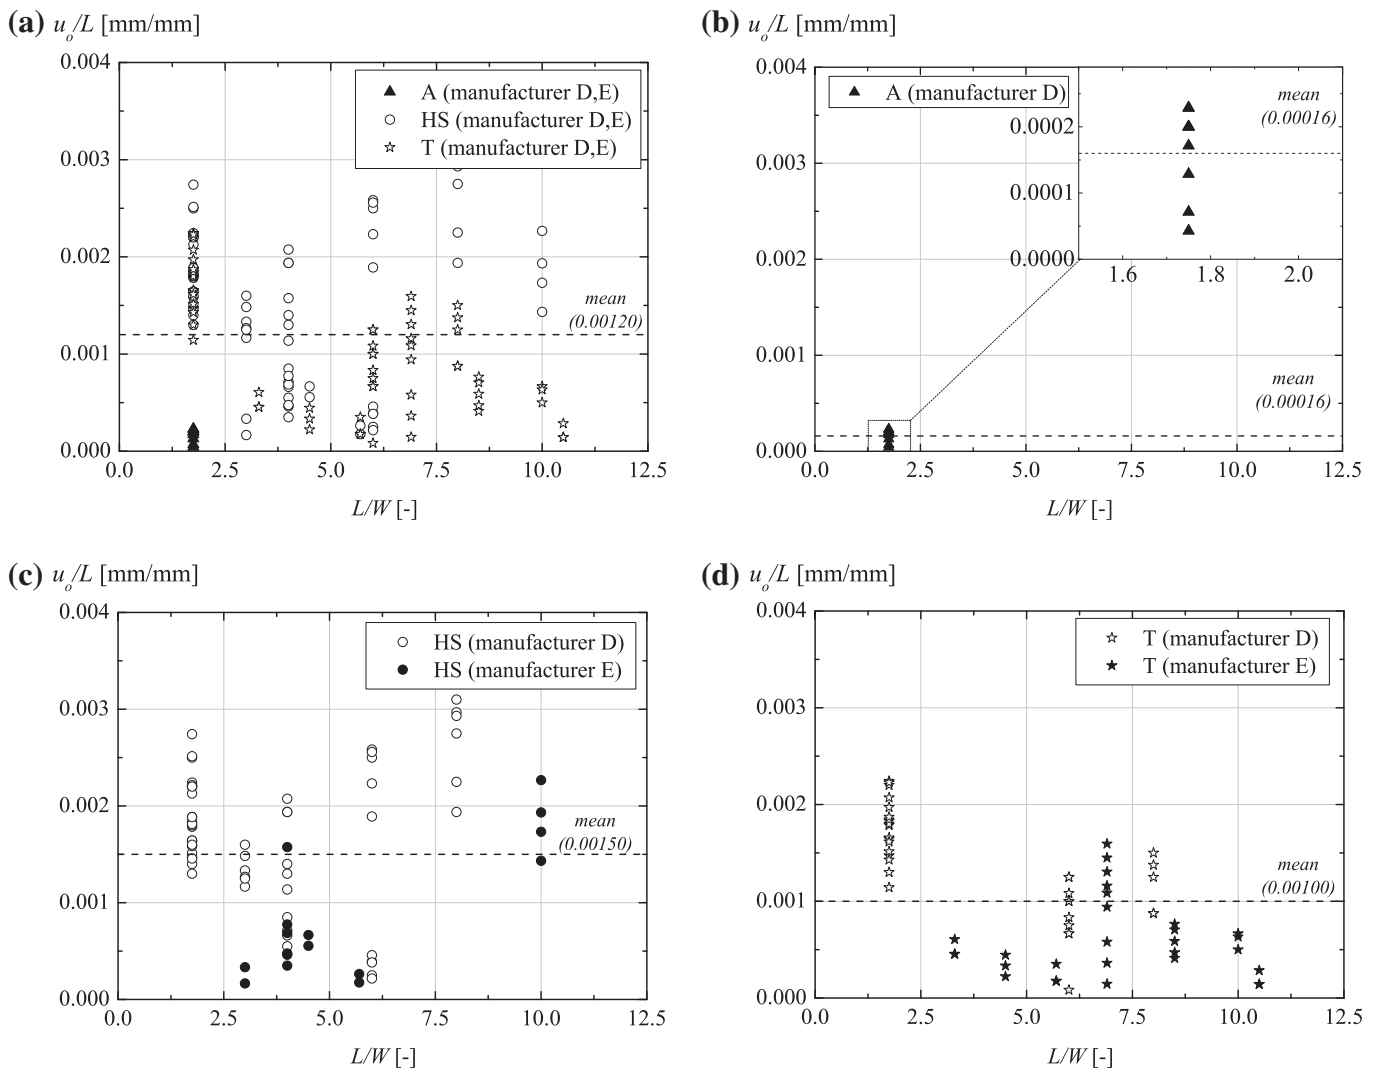 (a) uo/L [mm/mm]
0.004
A (manufacturer D,E)
HS (manufacturer D,E)
T (manufacturer D,E)
0.003
0.002
mean
(0.00120)
0.001
0.000
0.0 2.5 5.0 7.5 10.0 12.5
L/W [-]
(b) uo/L [mm/mm]
0.004
A (manufacturer D)
mean
(0.00016)
0.0002
0.003
0.0001
0.002
0.0000
1.6 1.8 2.0
0.001
mean
(0.00016)
0.000
0.0 2.5 5.0 7.5 10.0 12.5
L/W [-]
(c) uo/L [mm/mm]
0.004
HS (manufacturer D)
HS (manufacturer E)
0.003
0.002
mean
(0.00150)
0.001
0.000
0.0 2.5 5.0 7.5 10.0 12.5
L/W [-]
(d) uo/L [mm/mm]
0.004
T (manufacturer D)
T (manufacturer E)
0.003
0.002
mean
(0.00100)
0.001
0.000
0.0 2.5 5.0 7.5 10.0 12.5
L/W [-]